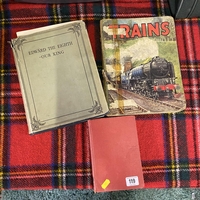 EDWARD THE EIGHTH
OUR KING
TRAINS
119